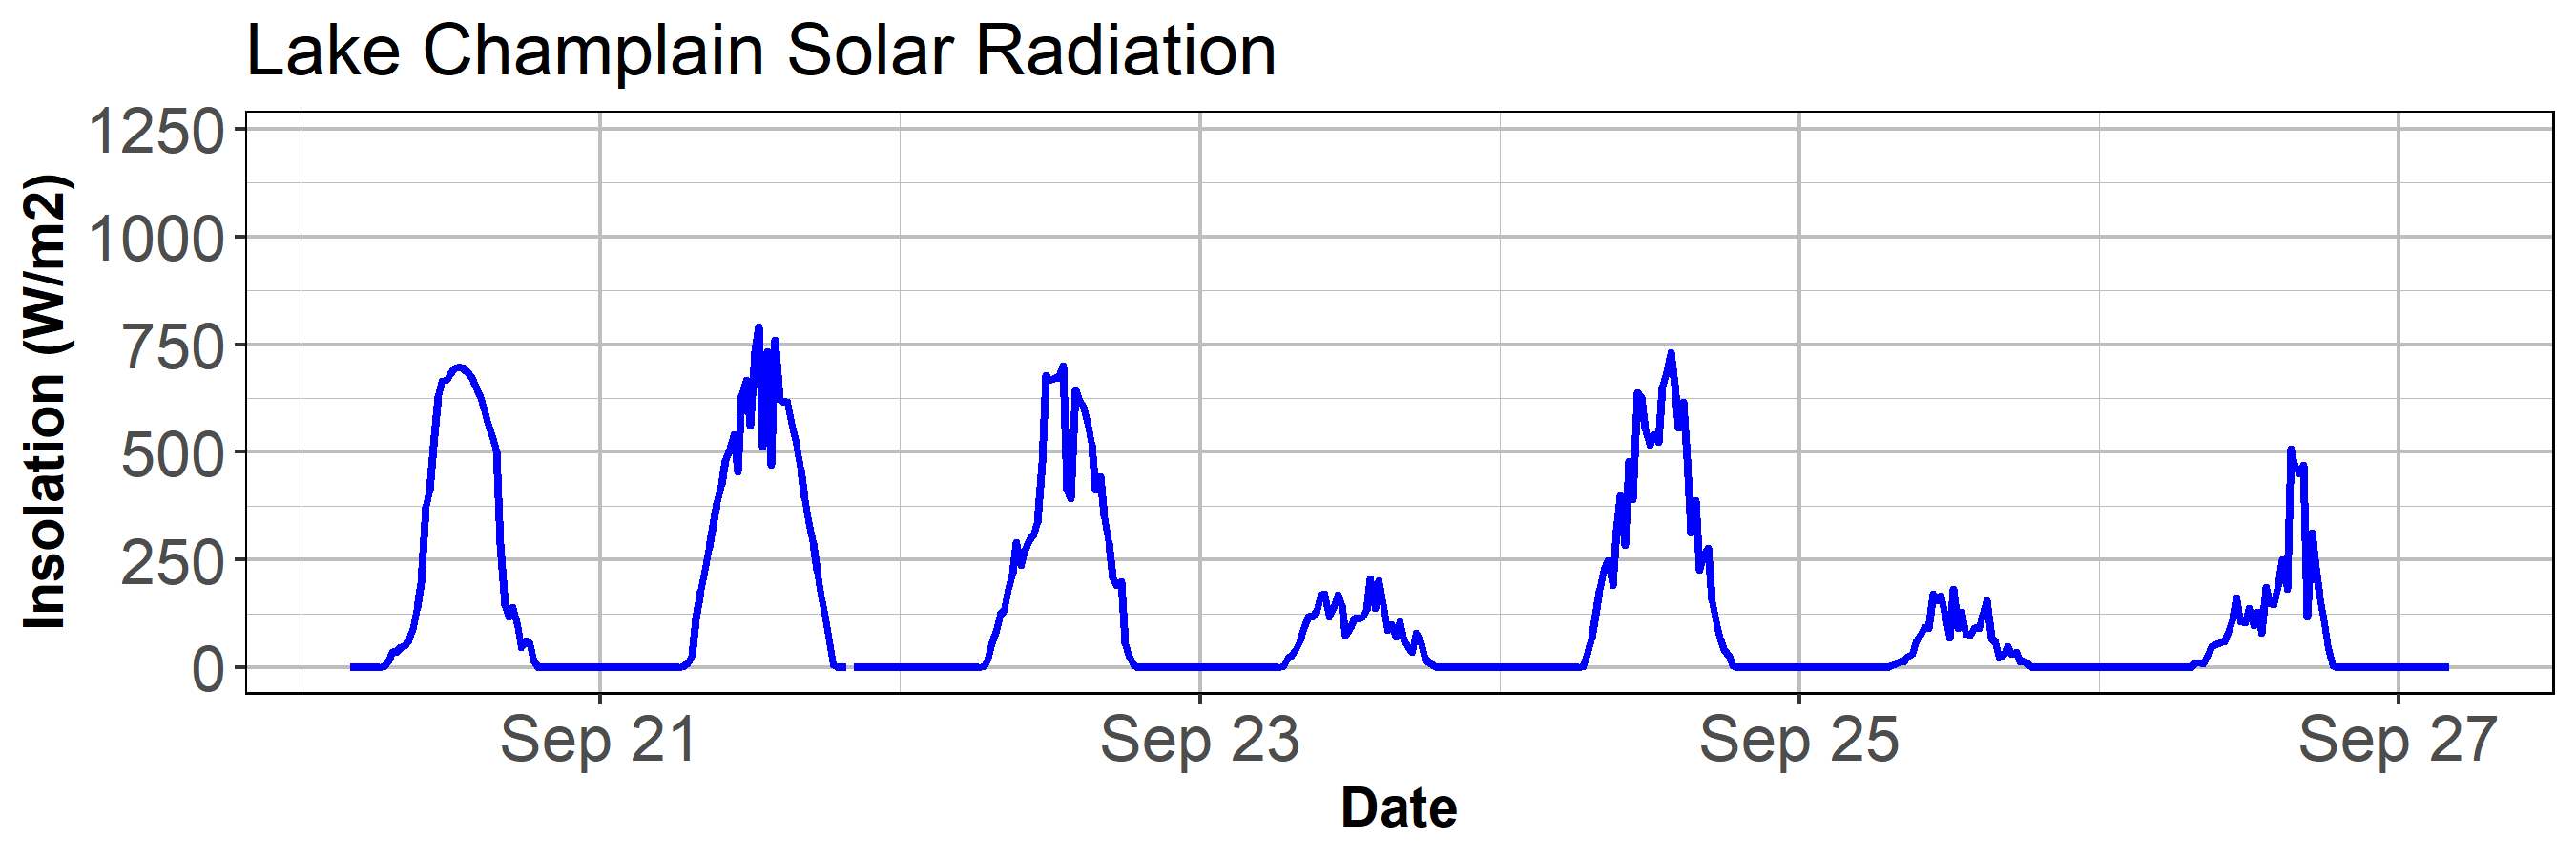 Lake Champlain Solar Radiation
1250
1000
750
500
250
0
Insolation (W/m2)
Sep 21 Sep 23 Sep 25 Sep 27
Date